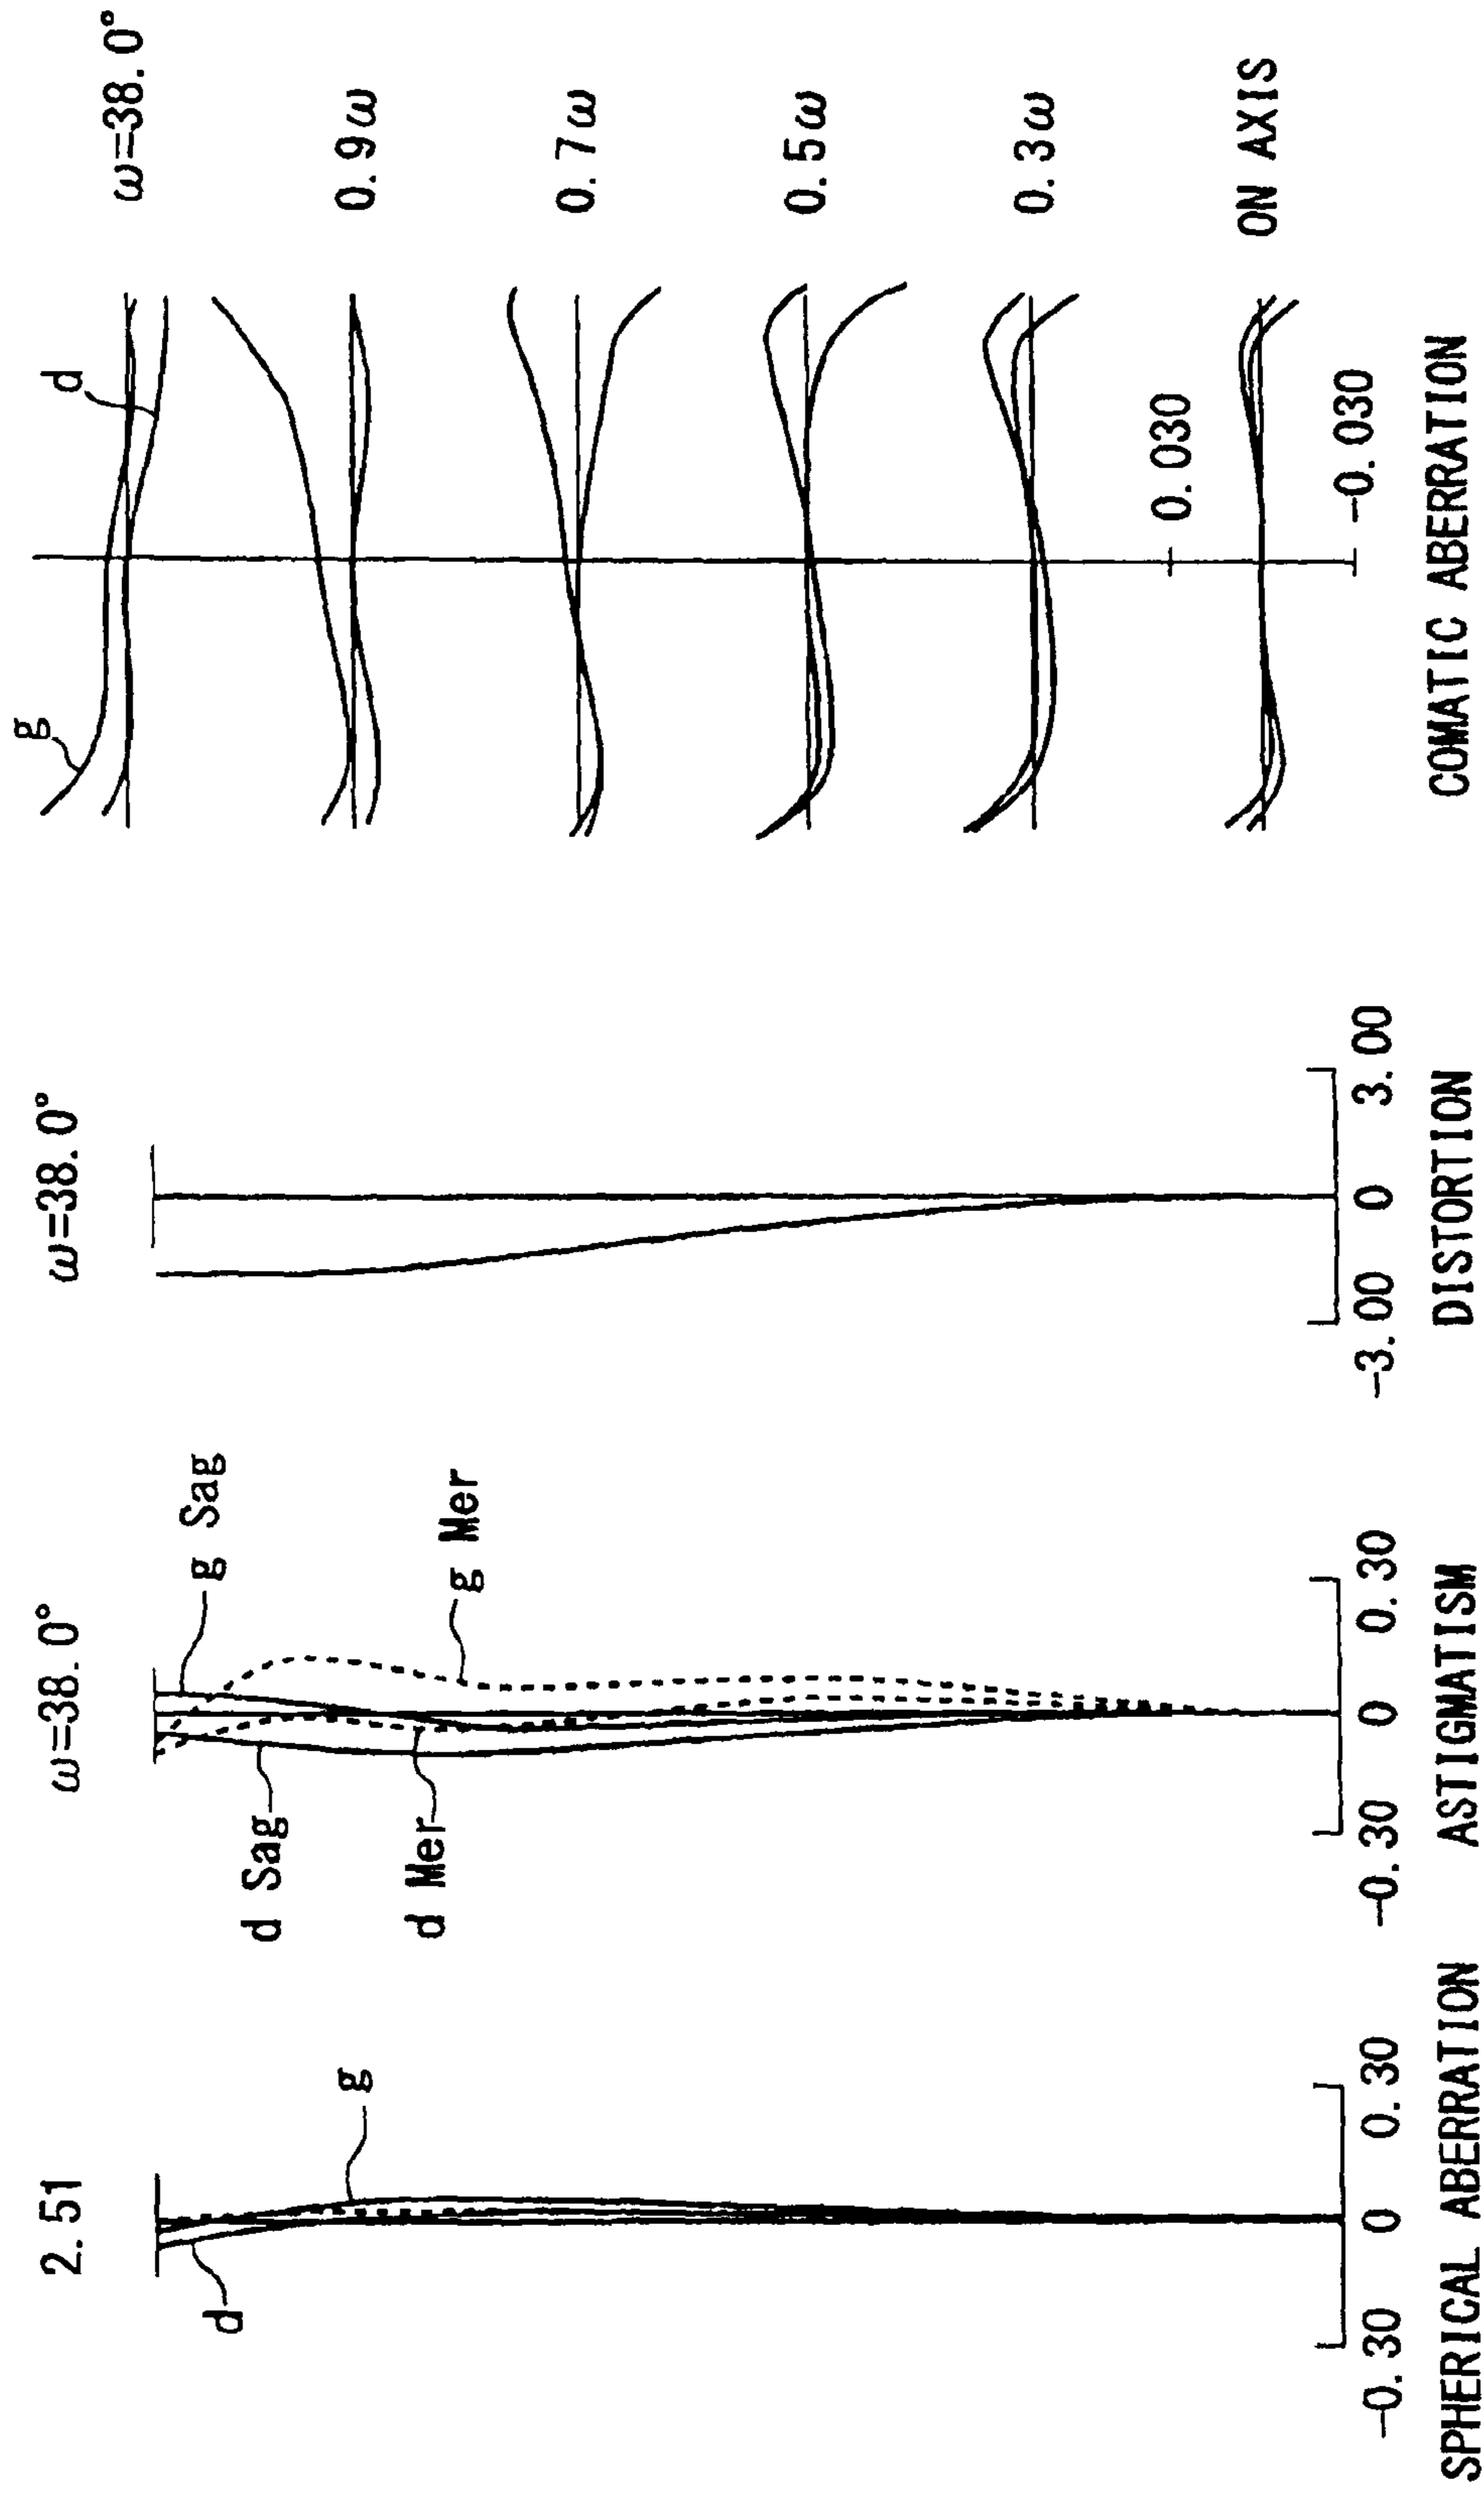 2.51
g
d
-0.30 0 0.30
SPHERICAL ABERRATION
ω=38.0°
g Sag
g Mer
d Sag
d Mer
-0.30 0 0.30
ASTIGMATISM
ω=38.0°
-3.00 0 3.00
DISTORTION
g
d
ω=38.0°
0.9ω
0.7ω
0.5ω
0.3ω
0.030
ON AXIS
-0.030
COMATIC ABERRATION